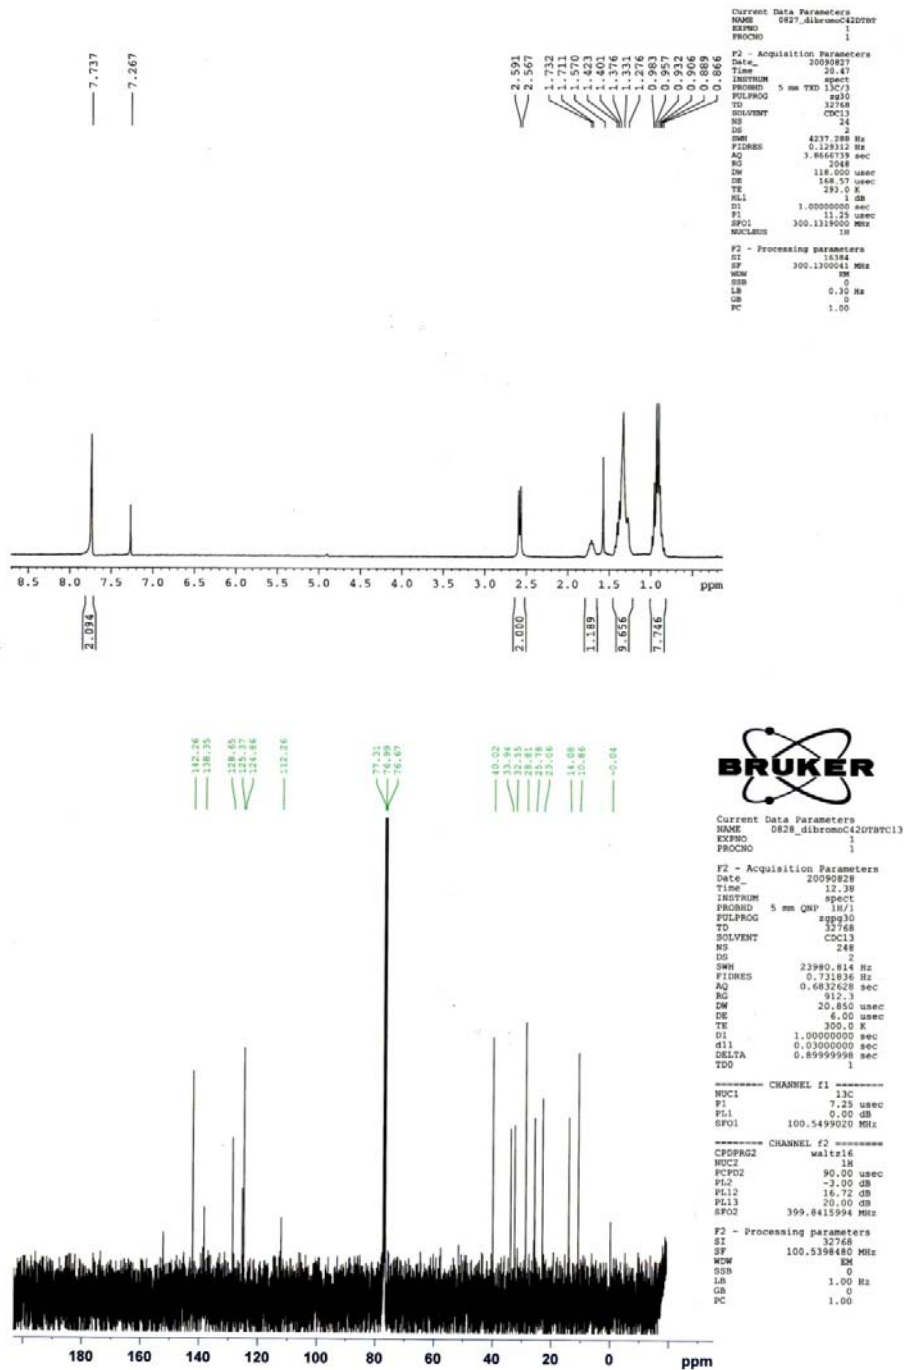 7.737
7.267
2.591
2.567
1.732
1.711
1.570
1.423
1.401
1.376
1.331
1.276
0.983
0.957
0.932
0.906
0.889
0.866
Current Data Parameters
NAME 0827_dibromoC42DTBT
EXPNO 1
PROCNO 1
F2 - Acquisition Parameters
Date_ 20090827
Time 20.47
INSTRUM spect
PROBHD 5 mm TXO 13C/3
PULPROG zg30
TD 32768
SOLVENT CDCl3
NS 24
DS 2
SWH 4237.288 Hz
FIDRES 0.129312 Hz
AQ 3.8666739 sec
RG 2048
DW 118.000 usec
DE 168.57 usec
TE 293.0 K
HL1 1 dB
D1 1.00000000 sec
P1 11.25 usec
SFO1 300.1319000 MHz
NUCLEUS 1H
F2 - Processing parameters
SI 16384
SF 300.1300041 MHz
WDW EM
SSB 0
LB 0.30 Hz
GB 0
PC 1.00
8.5 8.0 7.5 7.0 6.5 6.0 5.5 5.0 4.5 4.0 3.5 3.0 2.5 2.0 1.5 1.0 ppm
2.094
2.000
1.189
9.656
7.746
142.26
138.35
128.65
125.37
124.86
112.26
77.31
76.99
76.67
40.02
33.94
32.55
28.81
25.78
23.06
14.08
10.86
-0.04
BRUKER
Current Data Parameters
NAME 0828_dibromoC42DTBTC13
EXPNO 1
PROCNO 1
F2 - Acquisition Parameters
Date_ 20090828
Time 12.38
INSTRUM spect
PROBHD 5 mm QNP 1H/1
PULPROG zgpg30
TD 32768
SOLVENT CDCl3
NS 248
DS 2
SWH 23980.814 Hz
FIDRES 0.731836 Hz
AQ 0.6832628 sec
RG 912.3
DW 20.850 usec
DE 6.00 usec
TE 300.0 K
D1 1.00000000 sec
d11 0.03000000 sec
DELTA 0.89999998 sec
TD0 1
======== CHANNEL f1 ========
NUC1 13C
P1 7.25 usec
PL1 0.00 dB
SFO1 100.5499020 MHz
======== CHANNEL f2 ========
CPDPRG2 waltz16
NUC2 1H
PCPD2 90.00 usec
PL2 -3.00 dB
PL12 16.72 dB
PL13 20.00 dB
SFO2 399.8415994 MHz
F2 - Processing parameters
SI 32768
SF 100.5398480 MHz
WDW EM
SSB 0
LB 1.00 Hz
GB 0
PC 1.00
180 160 140 120 100 80 60 40 20 0 ppm